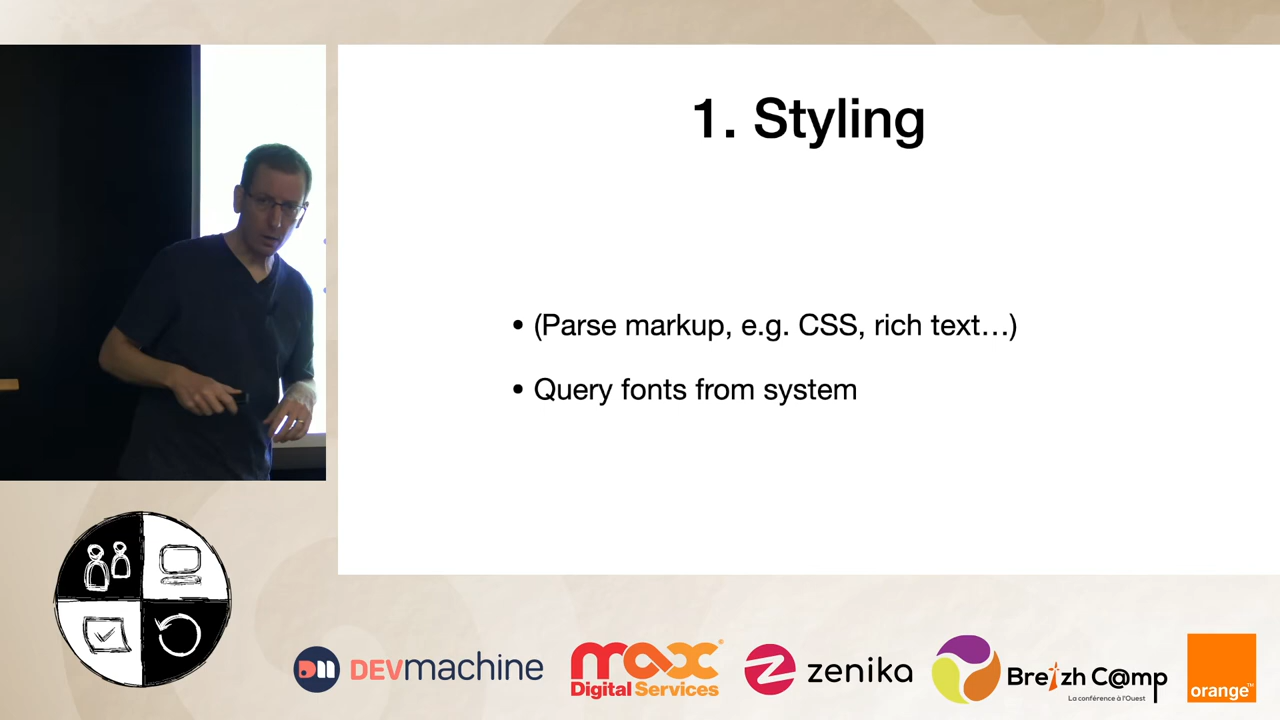 1. Styling
• (Parse markup, e.g. CSS, rich text…)
• Query fonts from system
DEVmachine
max
Digital Services
zenika
Breizh C@mp
La conférence à l'Ouest
orange™